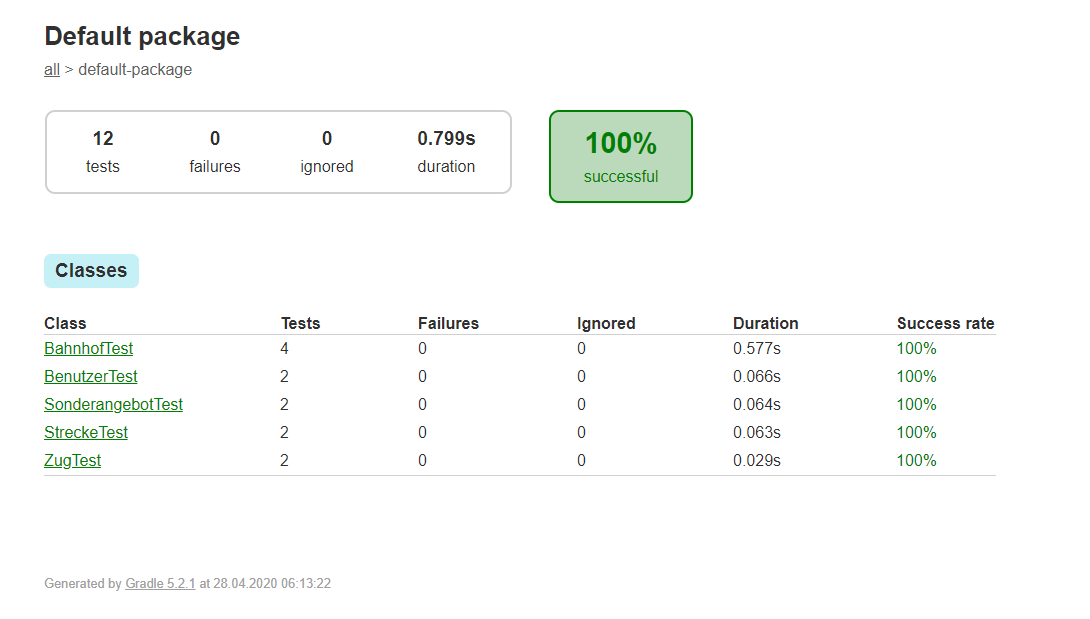 Default package
all > default-package
12 0 0 0.799s
tests failures ignored duration
100%
successful
Classes
Class Tests Failures Ignored Duration Success rate
BahnhofTest 4 0 0 0.577s 100%
BenutzerTest 2 0 0 0.066s 100%
SonderangebotTest 2 0 0 0.064s 100%
StreckeTest 2 0 0 0.063s 100%
ZugTest 2 0 0 0.029s 100%
Generated by Gradle 5.2.1 at 28.04.2020 06:13:22